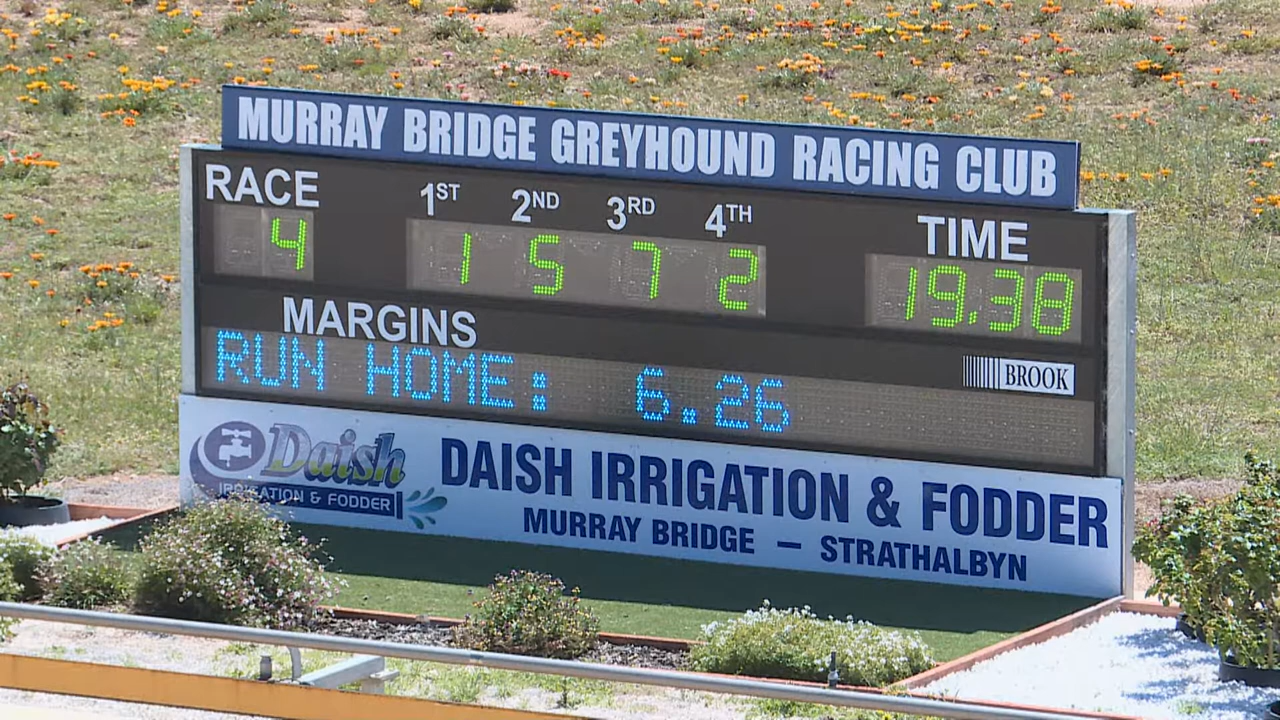 MURRAY BRIDGE GREYHOUND RACING CLUB
RACE 1ST 2ND 3RD 4TH TIME
4 1 5 7 2 19.38
MARGINS
BROOK
RUN HOME: 6.26
Daish
IRRIGATION & FODDER
DAISH IRRIGATION & FODDER
MURRAY BRIDGE – STRATHALBYN